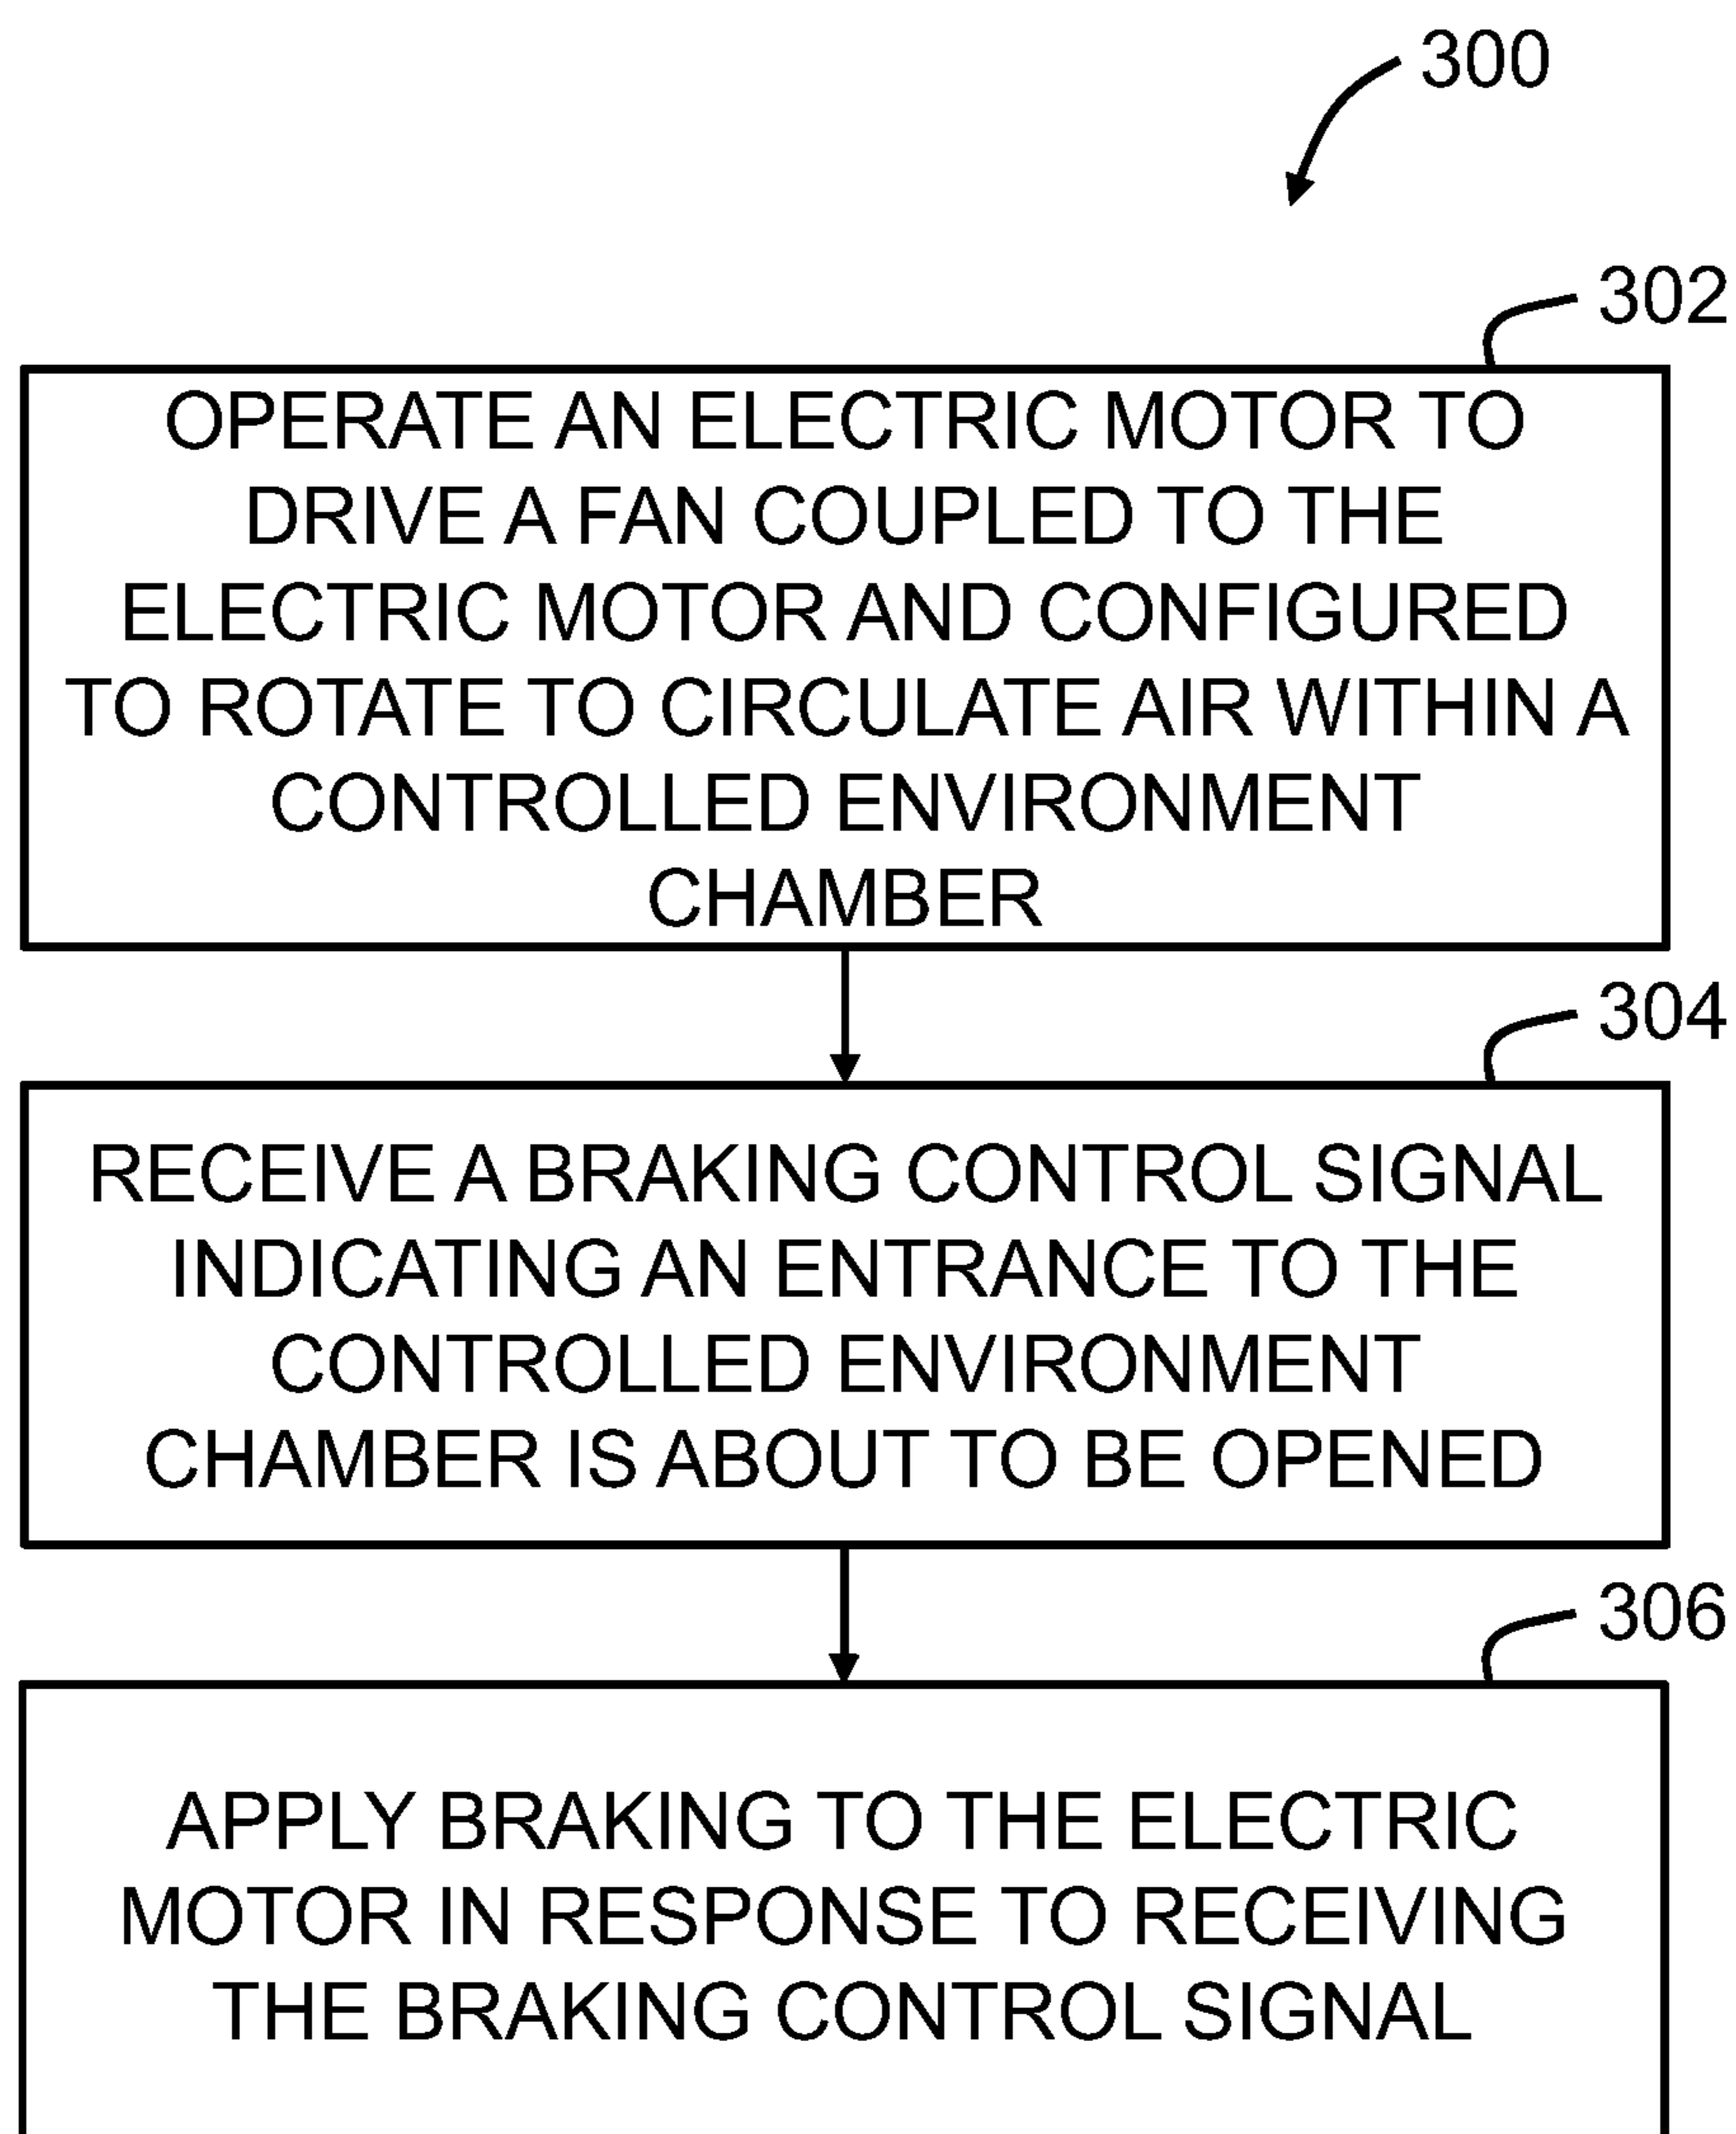 300
302
OPERATE AN ELECTRIC MOTOR TO
DRIVE A FAN COUPLED TO THE
ELECTRIC MOTOR AND CONFIGURED
TO ROTATE TO CIRCULATE AIR WITHIN A
CONTROLLED ENVIRONMENT
CHAMBER
304
RECEIVE A BRAKING CONTROL SIGNAL
INDICATING AN ENTRANCE TO THE
CONTROLLED ENVIRONMENT
CHAMBER IS ABOUT TO BE OPENED
306
APPLY BRAKING TO THE ELECTRIC
MOTOR IN RESPONSE TO RECEIVING
THE BRAKING CONTROL SIGNAL